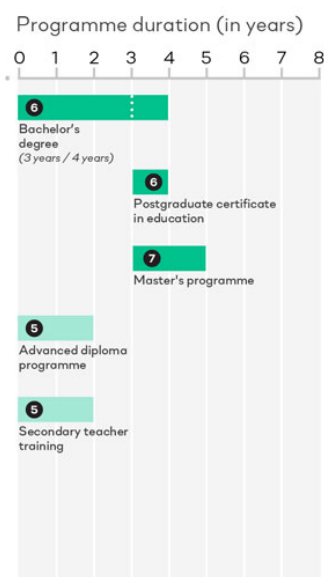 Programme duration (in years)
0 1 2 3 4 5 6 7 8
6
Bachelor's
degree
(3 years / 4 years)
6
Postgraduate certificate
in education
7
Master's programme
5
Advanced diploma
programme
5
Secondary teacher
training